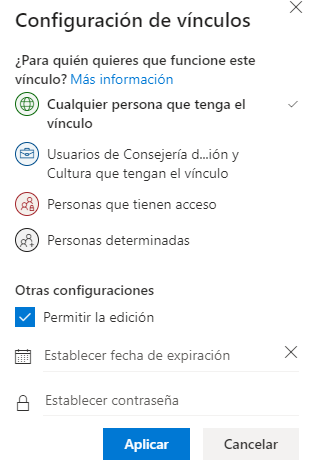 Configuración de vínculos
¿Para quién quieres que funcione este
vínculo? Más información
Cualquier persona que tenga el
vínculo
Usuarios de Consejería d...ión y
Cultura que tengan el vínculo
Personas que tienen acceso
Personas determinadas
Otras configuraciones
Permitir la edición
Establecer fecha de expiración
Establecer contraseña
Aplicar
Cancelar